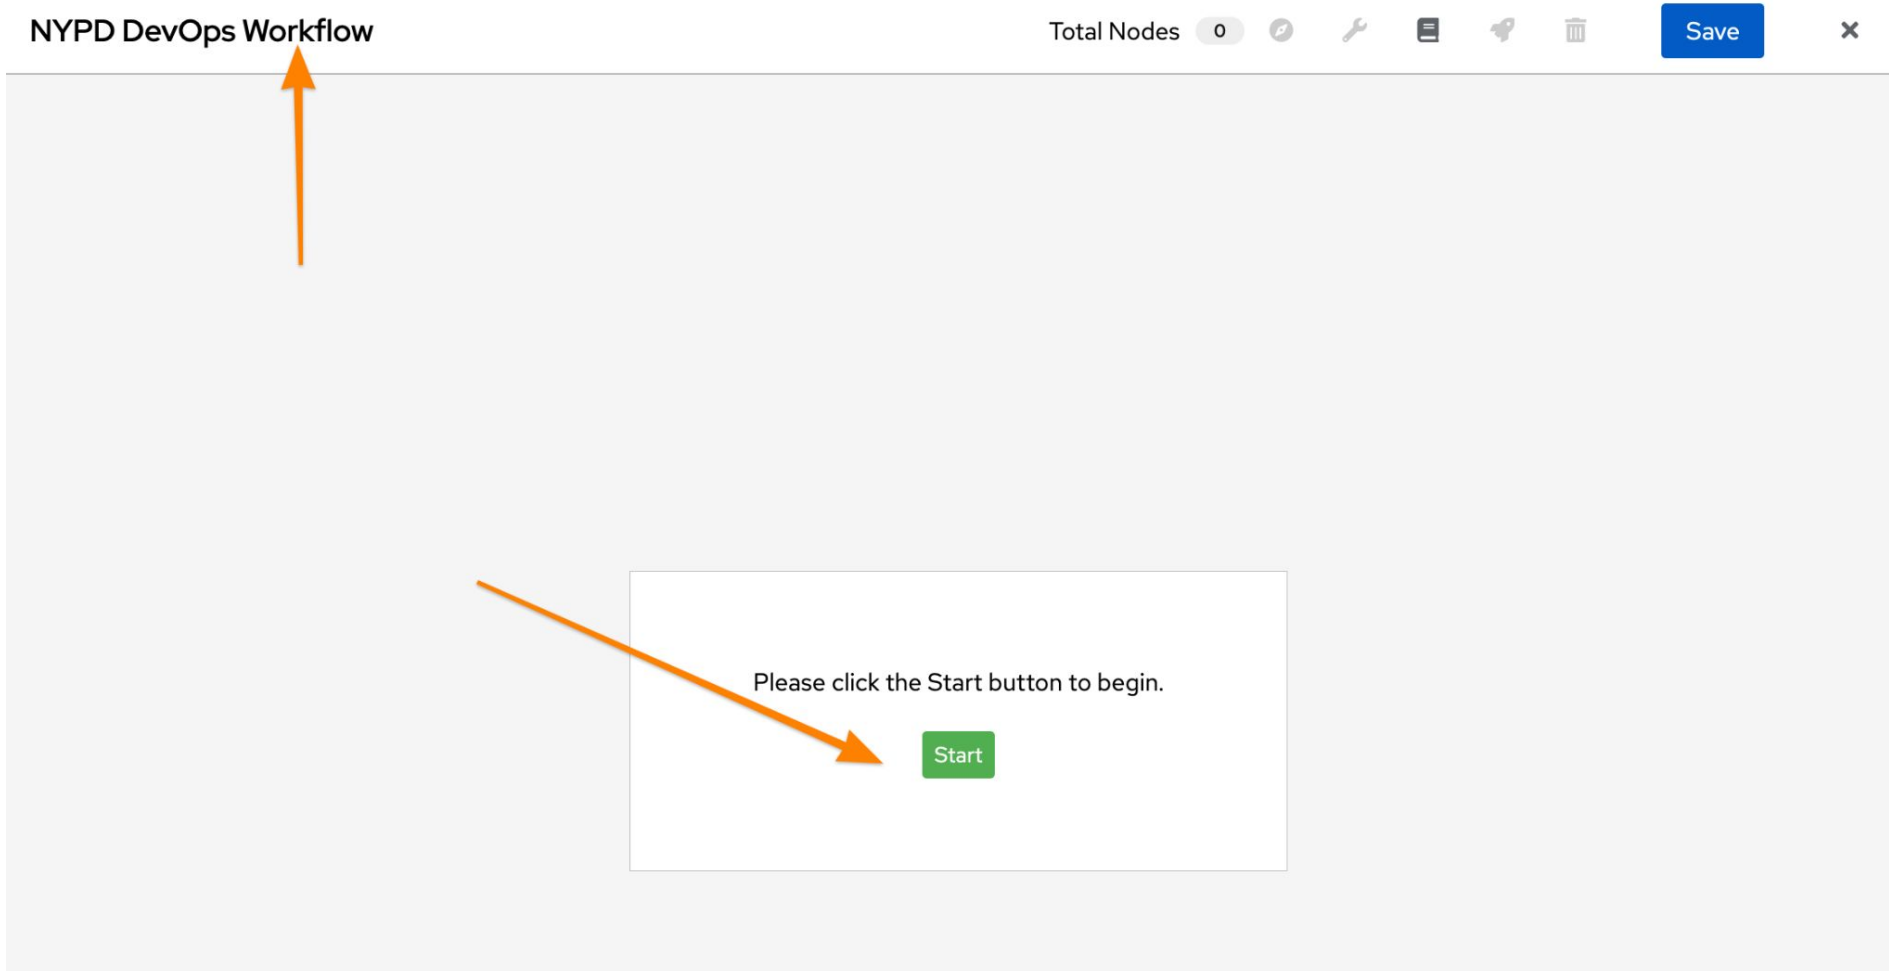 NYPD DevOps Workflow
Total Nodes 0
Save
Please click the Start button to begin.
Start